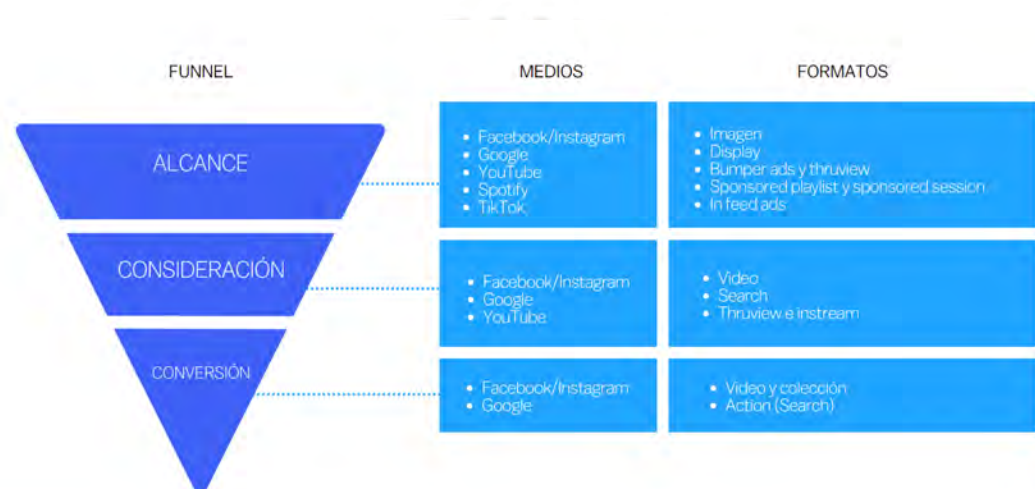 FUNNEL
MEDIOS
FORMATOS
ALCANCE
• Facebook/Instagram
• Google
• YouTube
• Spotify
• TikTok
• Imagen
• Display
• Bumper ads y thruview
• Sponsored playlist y sponsored session
• In feed ads
CONSIDERACIÓN
• Facebook/Instagram
• Google
• YouTube
• Video
• Search
• Thruview e instream
CONVERSIÓN
• Facebook/Instagram
• Google
• Video y colección
• Action (Search)